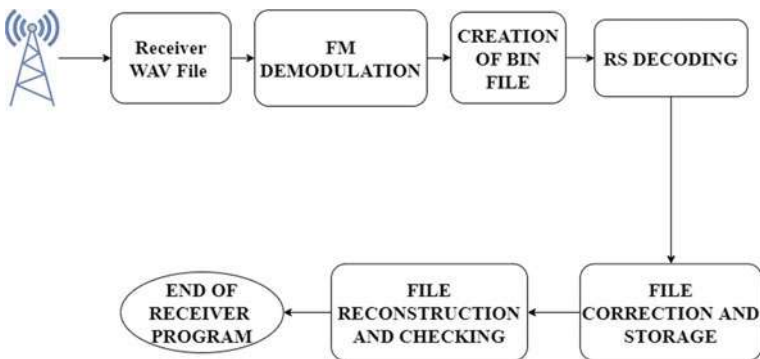 Receiver
WAV File
FM
DEMODULATION
CREATION
OF BIN
FILE
RS DECODING
FILE
CORRECTION AND
STORAGE
FILE
RECONSTRUCTION
AND CHECKING
END OF
RECEIVER
PROGRAM